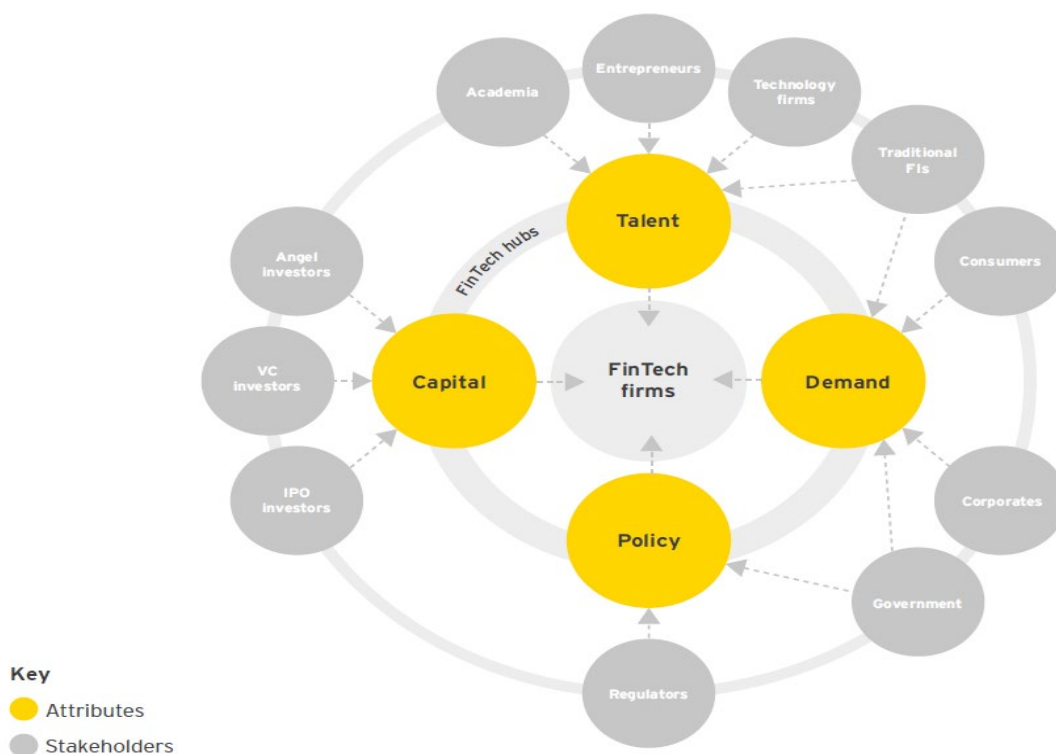 Entrepreneurs
Academia
Technology
firms
Traditional
FIs
Talent
FinTech hubs
Angel
investors
Consumers
VC
investors
Capital
FinTech
firms
Demand
IPO
investors
Corporates
Policy
Government
Regulators
Key
Attributes
Stakeholders